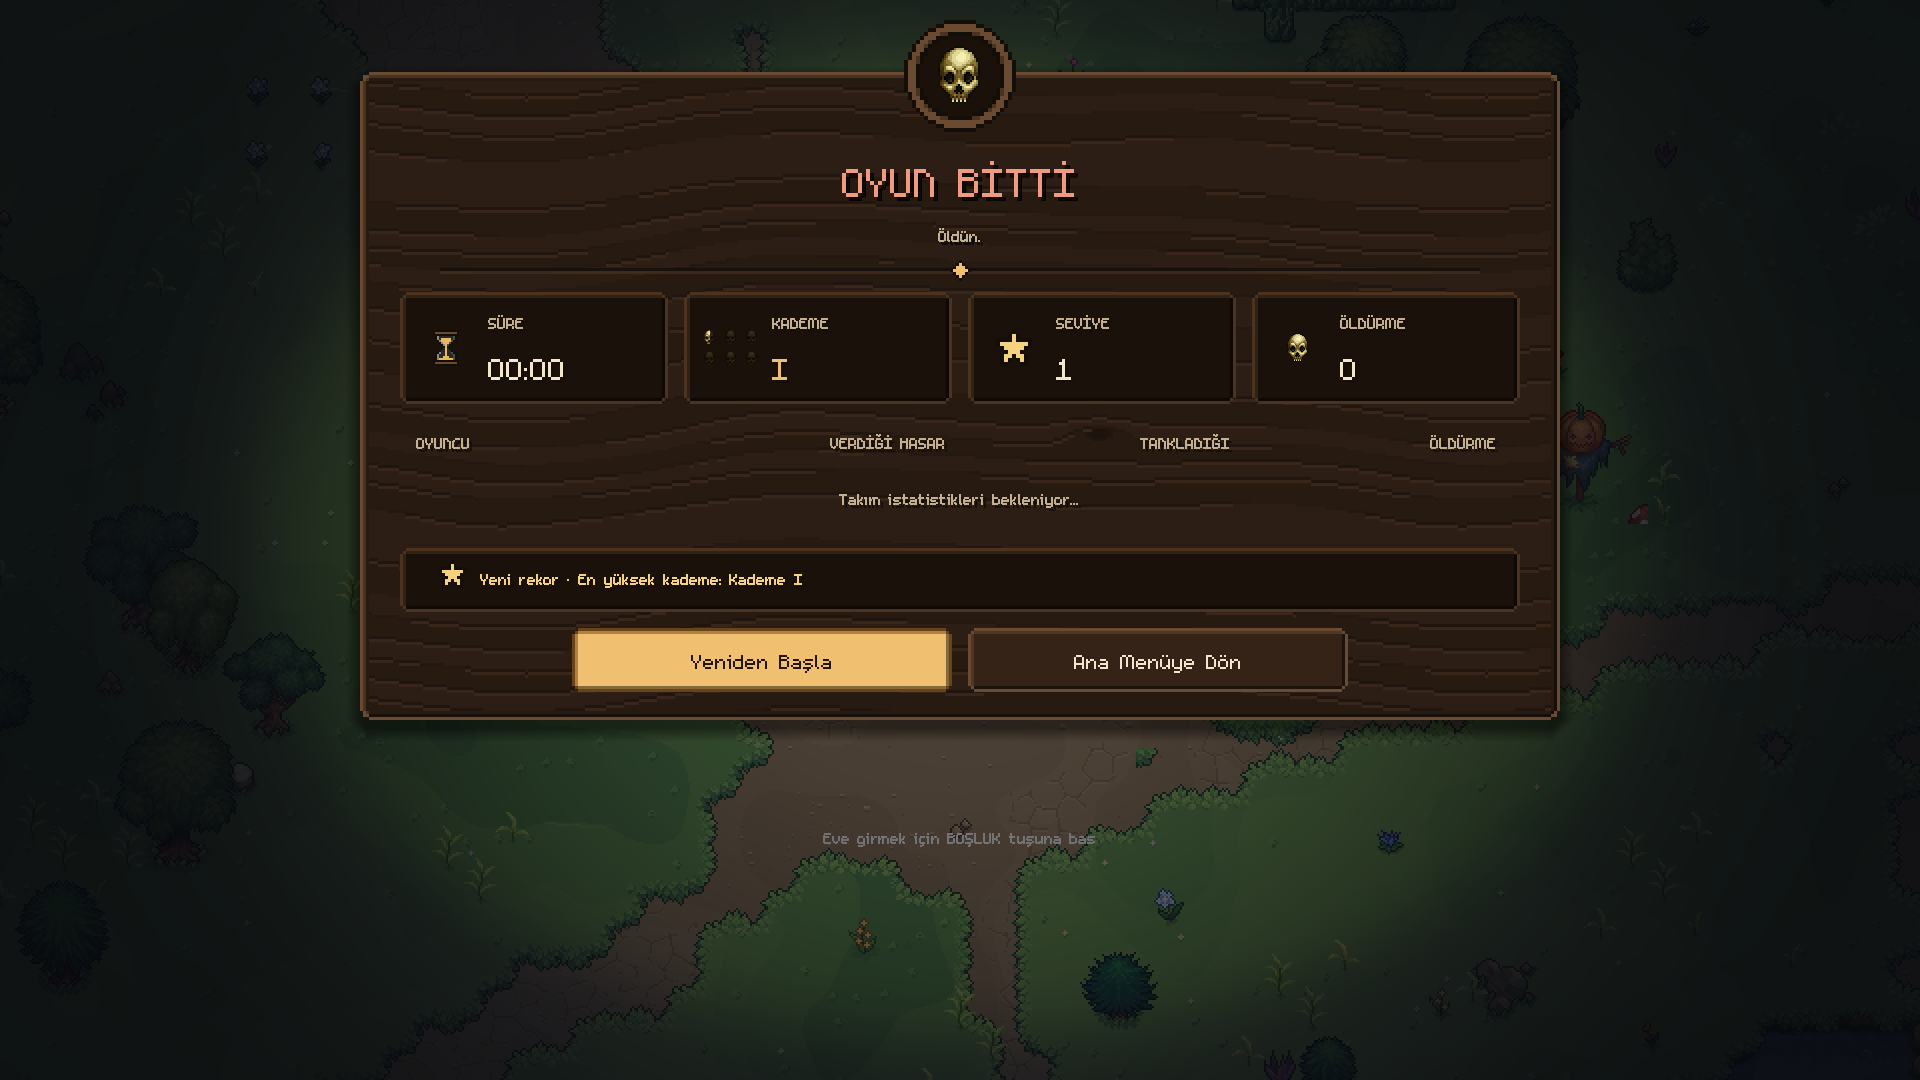 OYUN BİTTİ
Öldün.
SÜRE
00:00
KADEME
I
SEVİYE
1
ÖLDÜRME
0
OYUNCU VERDİĞİ HASAR TANKLADIĞI ÖLDÜRME
Takım istatistikleri bekleniyor…
Yeni rekor · En yüksek kademe: Kademe I
Yeniden Başla
Ana Menüye Dön
Eve girmek için BOŞLUK tuşuna bas